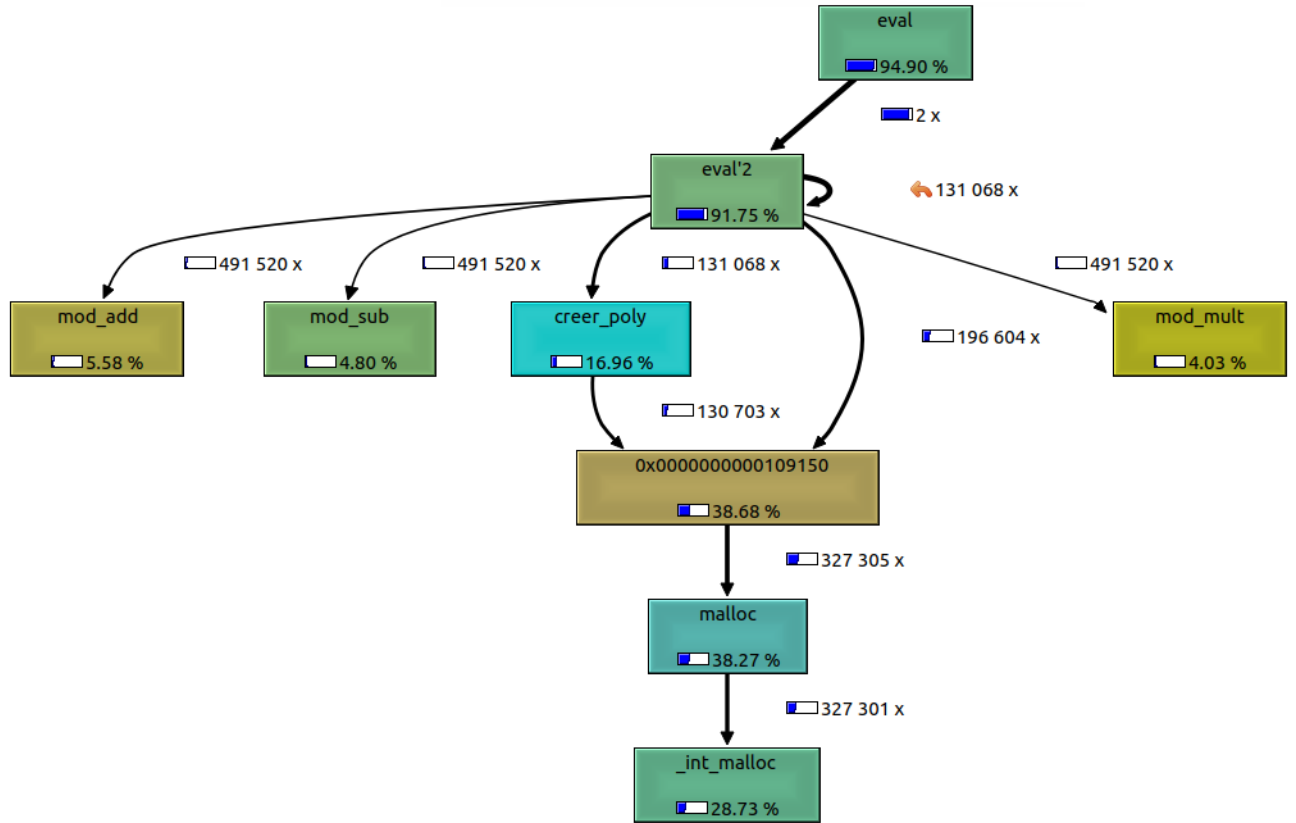 eval
94.90 %
2 x
eval'2
91.75 %
131 068 x
491 520 x
491 520 x
131 068 x
491 520 x
mod_add
5.58 %
mod_sub
4.80 %
creer_poly
16.96 %
196 604 x
mod_mult
4.03 %
130 703 x
0x0000000000109150
38.68 %
327 305 x
malloc
38.27 %
327 301 x
_int_malloc
28.73 %